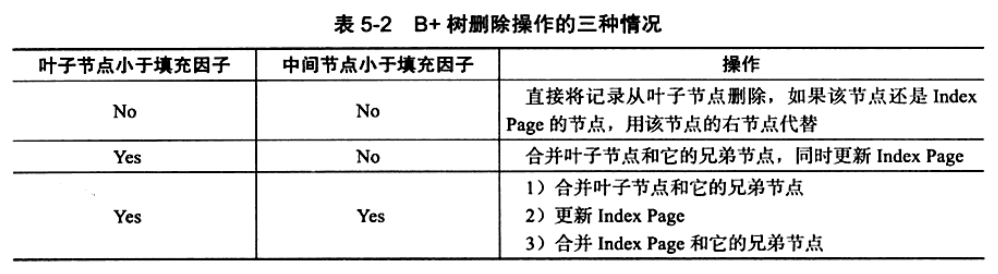 表 5-2 B+ 树删除操作的三种情况
叶子节点小于填充因子 中间节点小于填充因子 操作
No No 直接将记录从叶子节点删除，如果该节点还是 Index
Page 的节点，用该节点的右节点代替
Yes No 合并叶子节点和它的兄弟节点，同时更新 Index Page
1）合并叶子节点和它的兄弟节点
Yes Yes 2）更新 Index Page
3）合并 Index Page 和它的兄弟节点